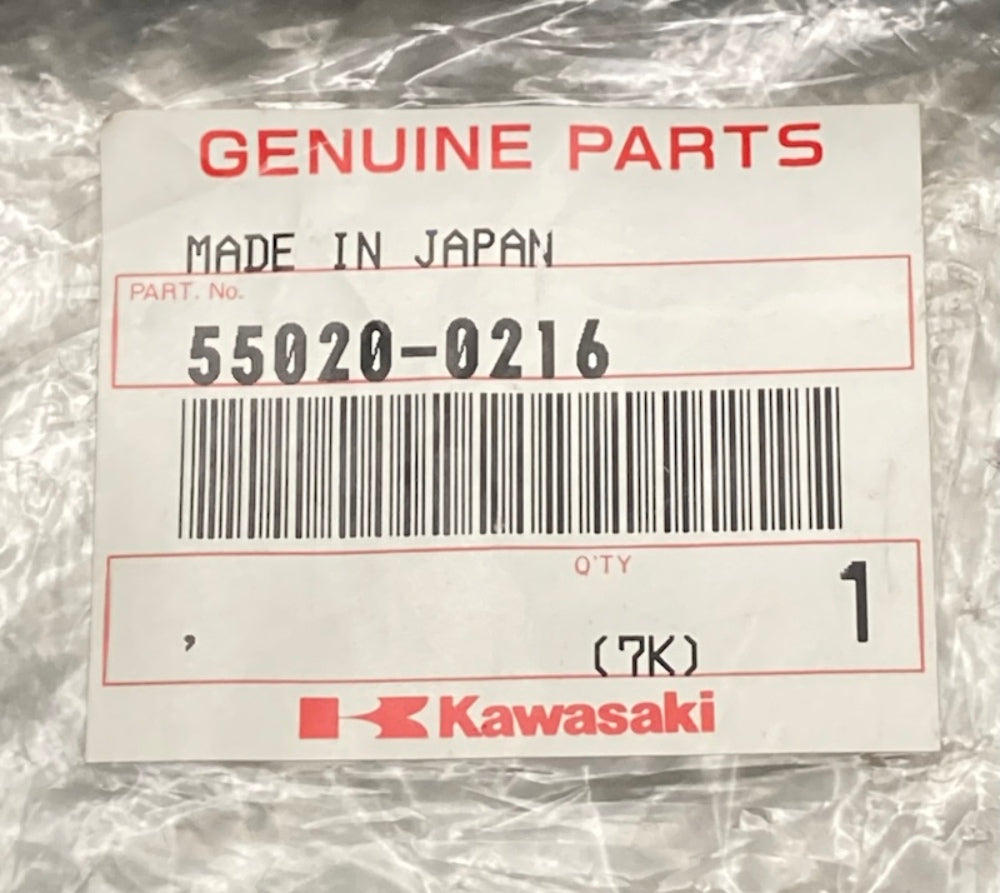 GENUINE PARTS
MADE IN JAPAN
PART. No.
55020-0216
Q'TY
1
, (7K)
Kawasaki